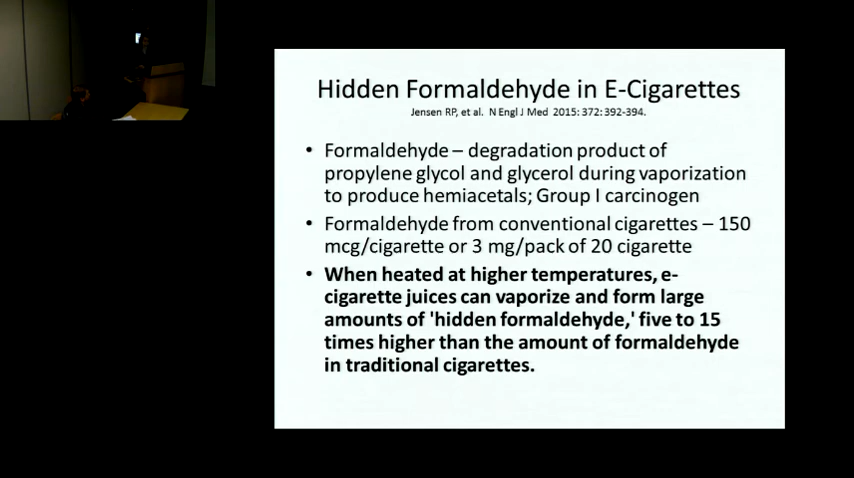 Hidden Formaldehyde in E-Cigarettes
Jensen RP, et al. N Engl J Med 2015: 372: 392-394.
• Formaldehyde – degradation product of
propylene glycol and glycerol during vaporization
to produce hemiacetals; Group I carcinogen
• Formaldehyde from conventional cigarettes – 150
mcg/cigarette or 3 mg/pack of 20 cigarette
• When heated at higher temperatures, e-
cigarette juices can vaporize and form large
amounts of 'hidden formaldehyde,' five to 15
times higher than the amount of formaldehyde
in traditional cigarettes.